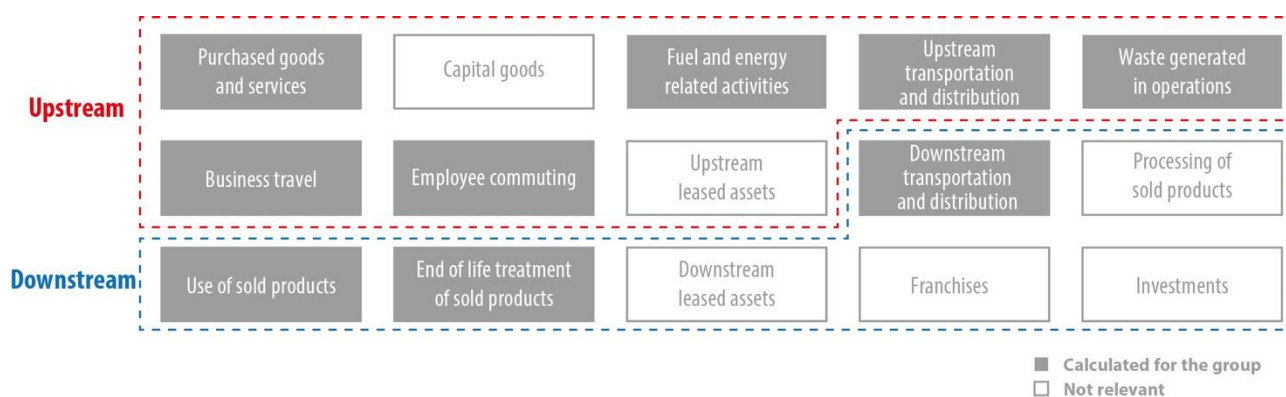 Upstream
Purchased goods
and services
Capital goods
Fuel and energy
related activities
Upstream
transportation
and distribution
Waste generated
in operations
Business travel
Employee commuting
Upstream
leased assets
Downstream
transportation
and distribution
Processing of
sold products
Downstream
Use of sold products
End of life treatment
of sold products
Downstream
leased assets
Franchises
Investments
Calculated for the group
Not relevant